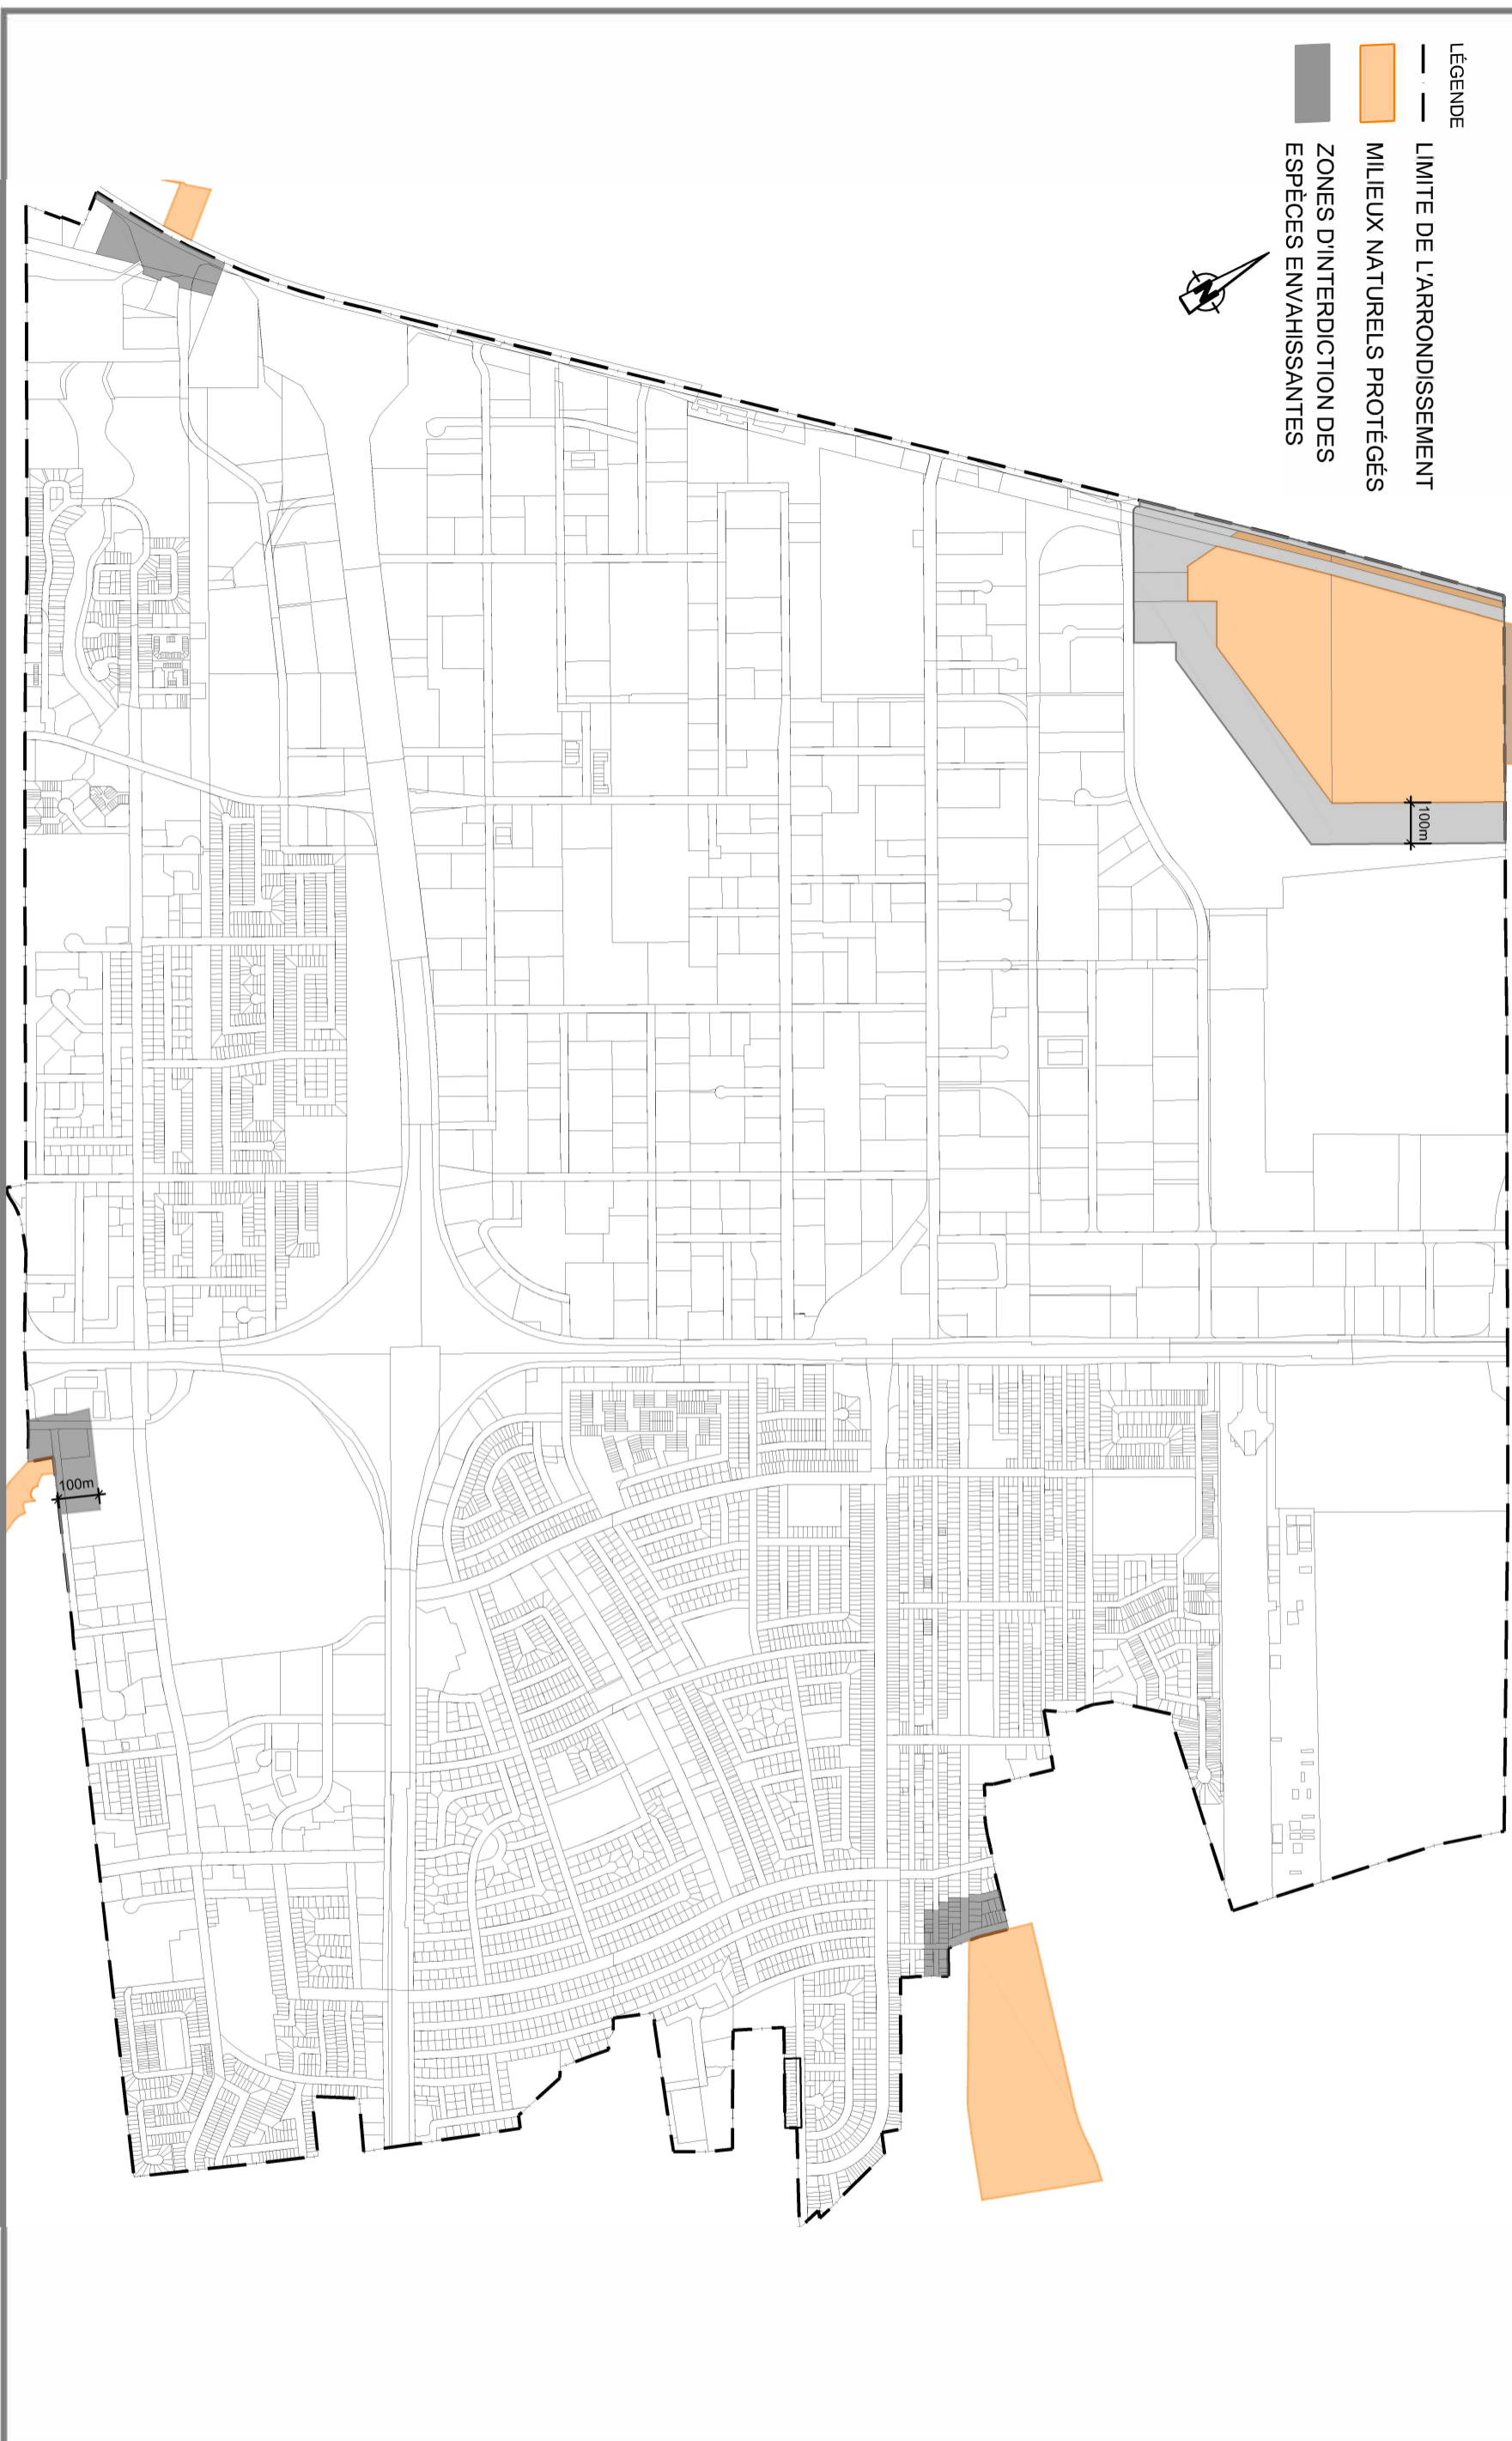 LÉGENDE
LIMITE DE L'ARRONDISSEMENT
MILIEUX NATURELS PROTÉGÉS
ZONES D'INTERDICTION DES
ESPÈCES ENVAHISSANTES
N
100m
100m